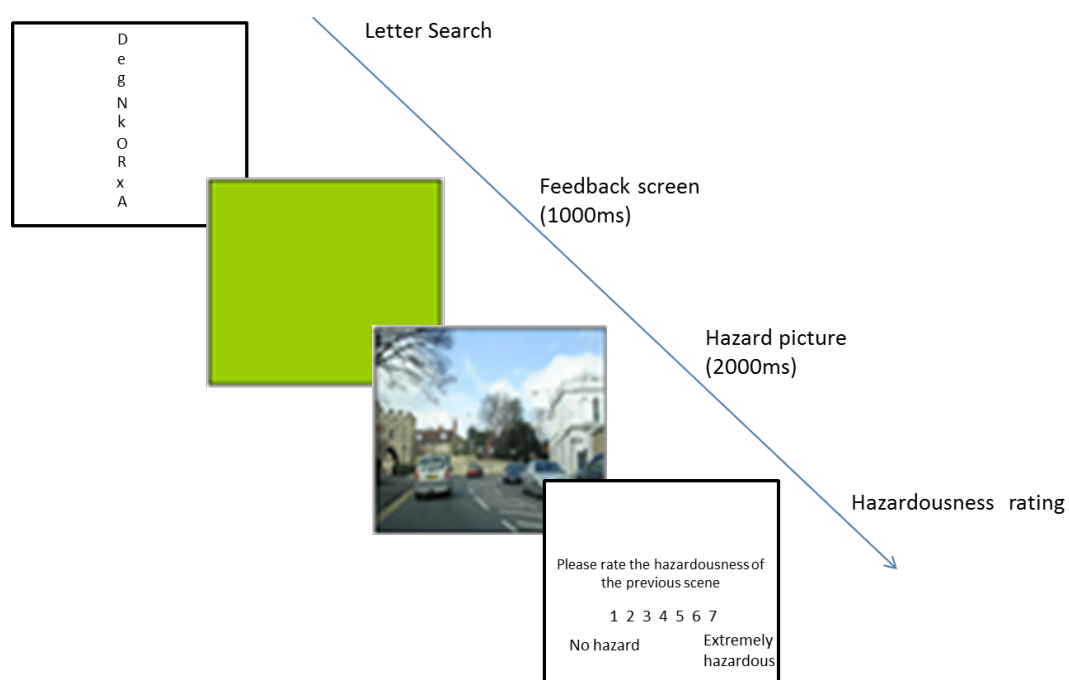 D
e
g
N
k
O
R
x
A
Letter Search
Feedback screen
(1000ms)
Hazard picture
(2000ms)
Hazardousness rating
Please rate the hazardousness of
the previous scene
1 2 3 4 5 6 7
No hazard
Extremely
hazardous